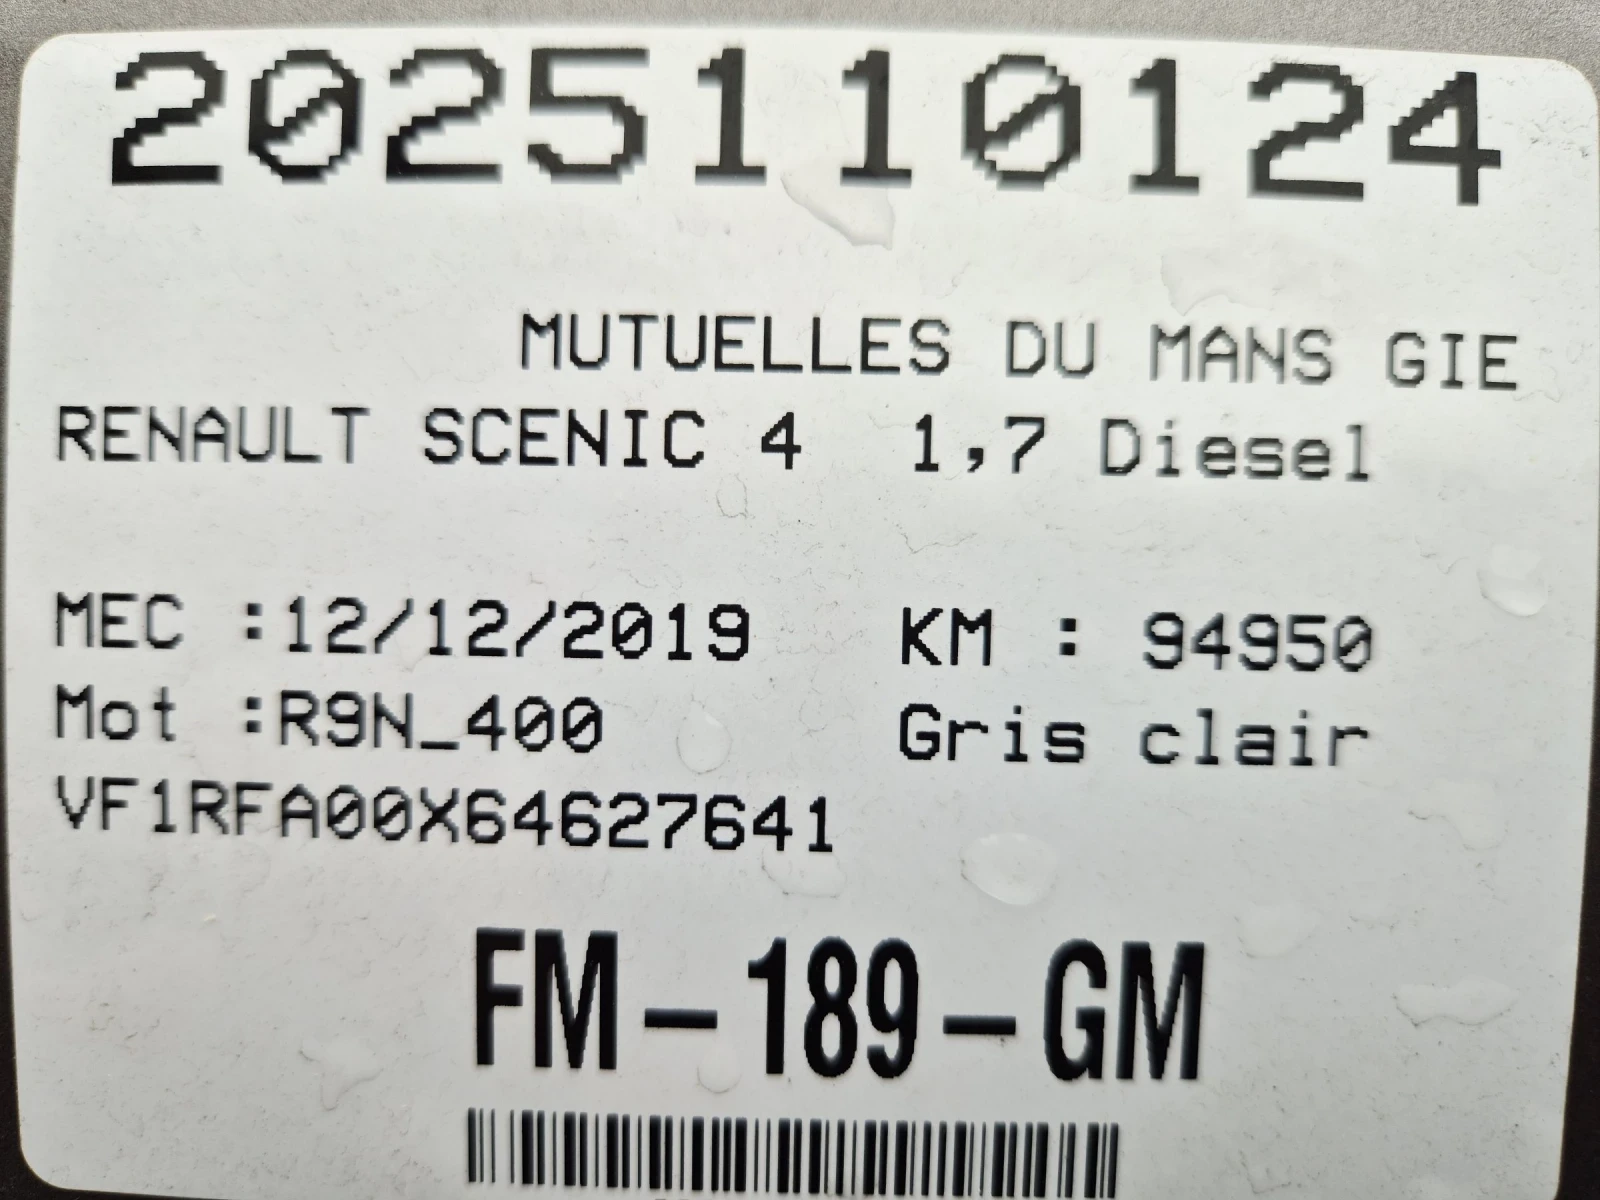 2025110124
MUTUELLES DU MANS GIE
RENAULT SCENIC 4 1,7 Diesel
MEC :12/12/2019 KM : 94950
Mot :R9N_400 Gris clair
VF1RFA00X64627641
FM-189-GM